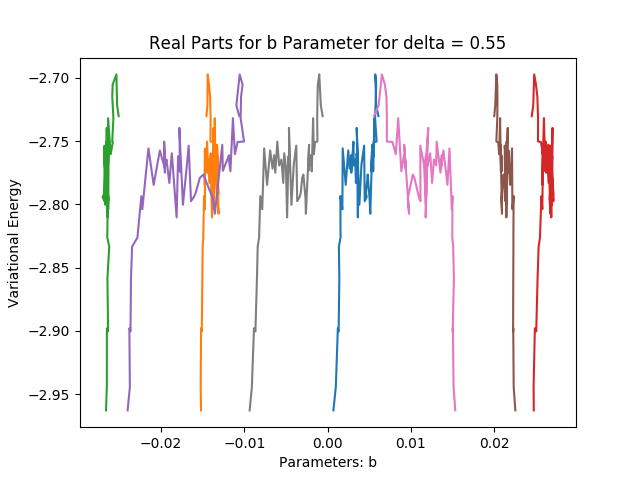 Real Parts for b Parameter for delta = 0.55
Variational Energy
−2.70
−2.75
−2.80
−2.85
−2.90
−2.95
−0.02 −0.01 0.00 0.01 0.02
Parameters: b